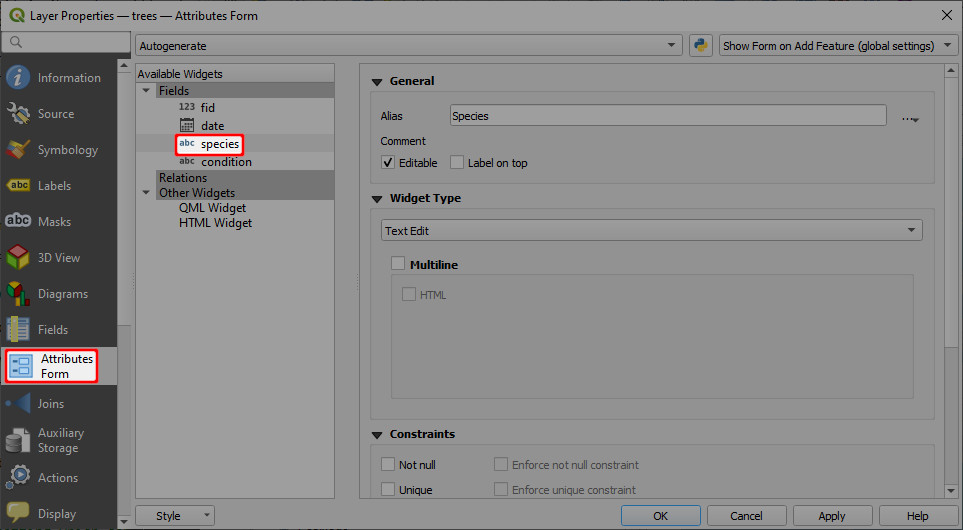 Layer Properties — trees — Attributes Form
Autogenerate
Show Form on Add Feature (global settings)
Information
Source
Symbology
abc Labels
abc Masks
3D View
Diagrams
Fields
Attributes
Form
Joins
Auxiliary
Storage
Actions
Display
Available Widgets
Fields
123 fid
date
abc species
abc condition
Relations
Other Widgets
QML Widget
HTML Widget
General
Alias
Species
...
Comment
Editable
Label on top
Widget Type
Text Edit
Multiline
HTML
Constraints
Not null
Enforce not null constraint
Unique
Enforce unique constraint
Style
OK
Cancel
Apply
Help